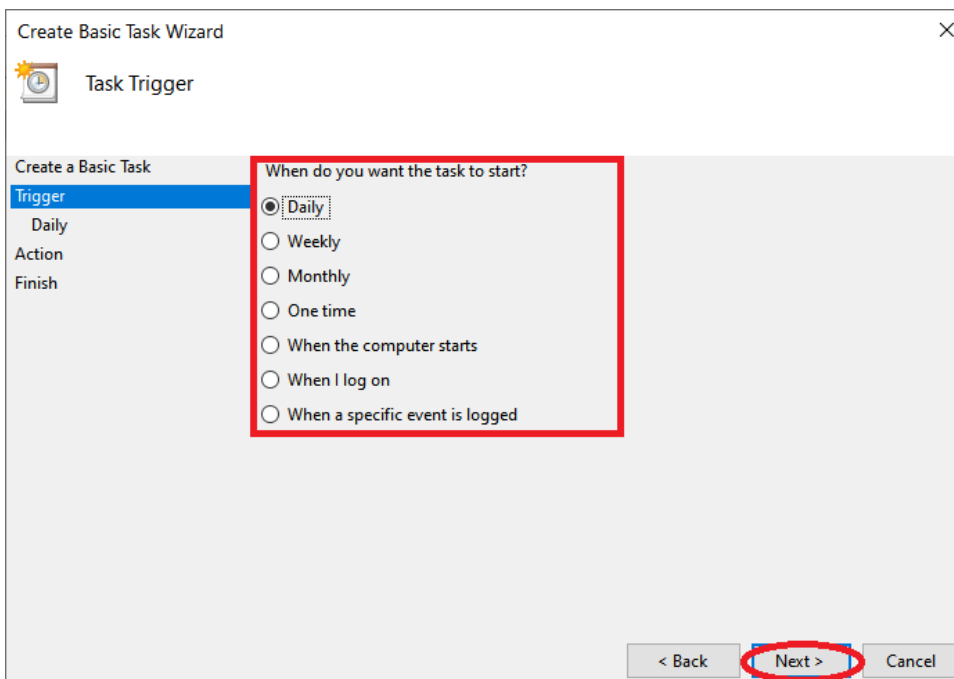 Create Basic Task Wizard
Task Trigger
Create a Basic Task
Trigger
Daily
Action
Finish
When do you want the task to start?
Daily
Weekly
Monthly
One time
When the computer starts
When I log on
When a specific event is logged
< Back
Next >
Cancel